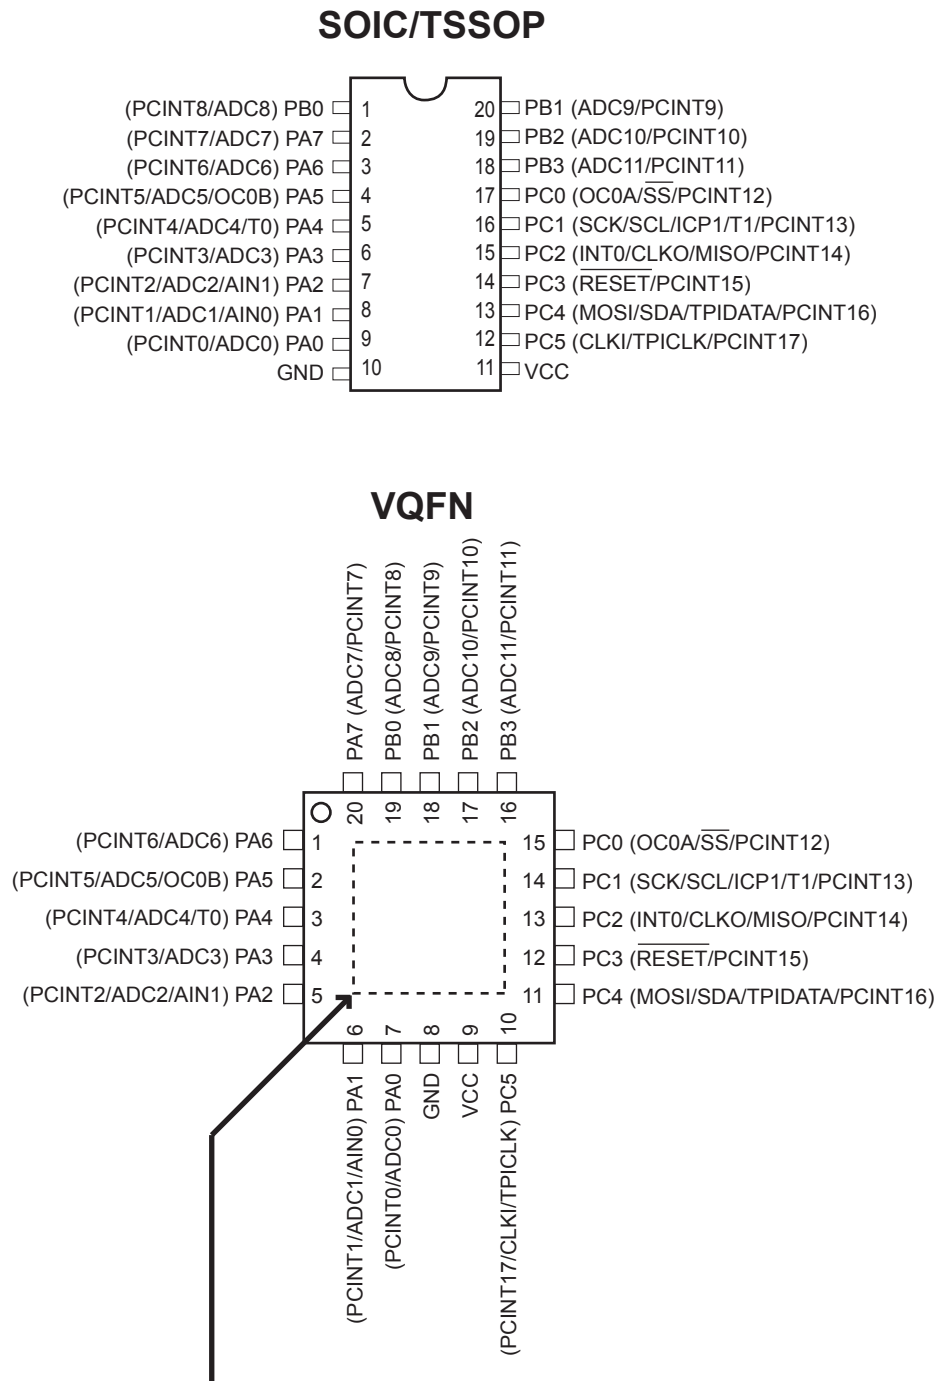 SOIC/TSSOP
(PCINT8/ADC8) PB0 1 20 PB1 (ADC9/PCINT9)
(PCINT7/ADC7) PA7 2 19 PB2 (ADC10/PCINT10)
(PCINT6/ADC6) PA6 3 18 PB3 (ADC11/PCINT11)
(PCINT5/ADC5/OC0B) PA5 4 17 PC0 (OC0A/SS/PCINT12)
(PCINT4/ADC4/T0) PA4 5 16 PC1 (SCK/SCL/ICP1/T1/PCINT13)
(PCINT3/ADC3) PA3 6 15 PC2 (INT0/CLKO/MISO/PCINT14)
(PCINT2/ADC2/AIN1) PA2 7 14 PC3 (RESET/PCINT15)
(PCINT1/ADC1/AIN0) PA1 8 13 PC4 (MOSI/SDA/TPIDATA/PCINT16)
(PCINT0/ADC0) PA0 9 12 PC5 (CLKI/TPICLK/PCINT17)
GND 10 11 VCC
VQFN
PA7 (ADC7/PCINT7)
PB0 (ADC8/PCINT8)
PB1 (ADC9/PCINT9)
PB2 (ADC10/PCINT10)
PB3 (ADC11/PCINT11)
20 19 18 17 16
(PCINT6/ADC6) PA6 1 15 PC0 (OC0A/SS/PCINT12)
(PCINT5/ADC5/OC0B) PA5 2 14 PC1 (SCK/SCL/ICP1/T1/PCINT13)
(PCINT4/ADC4/T0) PA4 3 13 PC2 (INT0/CLKO/MISO/PCINT14)
(PCINT3/ADC3) PA3 4 12 PC3 (RESET/PCINT15)
(PCINT2/ADC2/AIN1) PA2 5 11 PC4 (MOSI/SDA/TPIDATA/PCINT16)
6 7 8 9 10
(PCINT1/ADC1/AIN0) PA1
(PCINT0/ADC0) PA0
GND
VCC
(PCINT17/CLKI/TPICLK) PC5